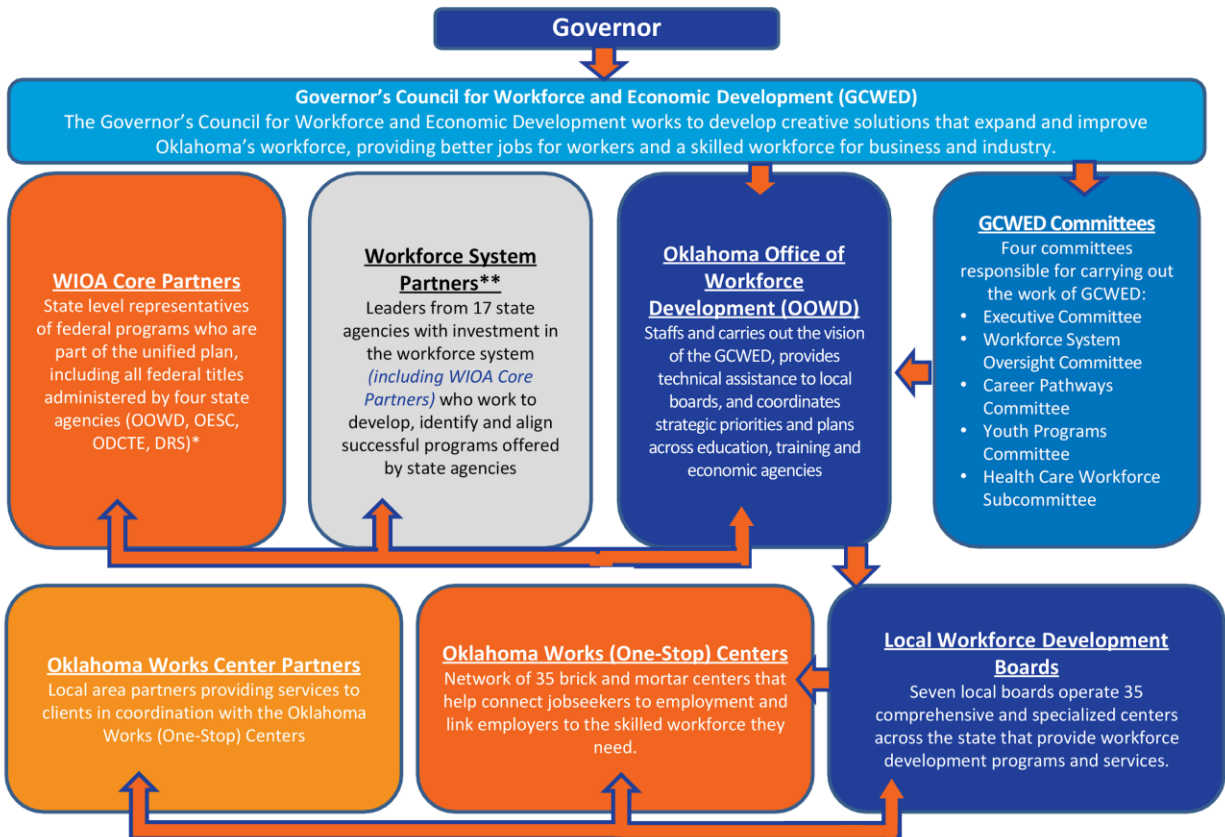 Governor
Governor's Council for Workforce and Economic Development (GCWED)
The Governor's Council for Workforce and Economic Development works to develop creative solutions that expand and improve
Oklahoma's workforce, providing better jobs for workers and a skilled workforce for business and industry.
WIOA Core Partners
State level representatives
of federal programs who are
part of the unified plan,
including all federal titles
administered by four state
agencies (OOWD, OESC,
ODCTE, DRS)*
Workforce System
Partners**
Leaders from 17 state
agencies with investment in
the workforce system
(including WIOA Core
Partners) who work to
develop, identify and align
successful programs offered
by state agencies
Oklahoma Office of
Workforce
Development (OOWD)
Staffs and carries out the vision
of the GCWED, provides
technical assistance to local
boards, and coordinates
strategic priorities and plans
across education, training and
economic agencies
GCWED Committees
Four committees
responsible for carrying out
the work of GCWED:
• Executive Committee
• Workforce System
Oversight Committee
• Career Pathways
Committee
• Youth Programs
Committee
• Health Care Workforce
Subcommittee
Oklahoma Works Center Partners
Local area partners providing services to
clients in coordination with the Oklahoma
Works (One-Stop) Centers
Oklahoma Works (One-Stop) Centers
Network of 35 brick and mortar centers that
help connect jobseekers to employment and
link employers to the skilled workforce they
need.
Local Workforce Development
Boards
Seven local boards operate 35
comprehensive and specialized centers
across the state that provide workforce
development programs and services.